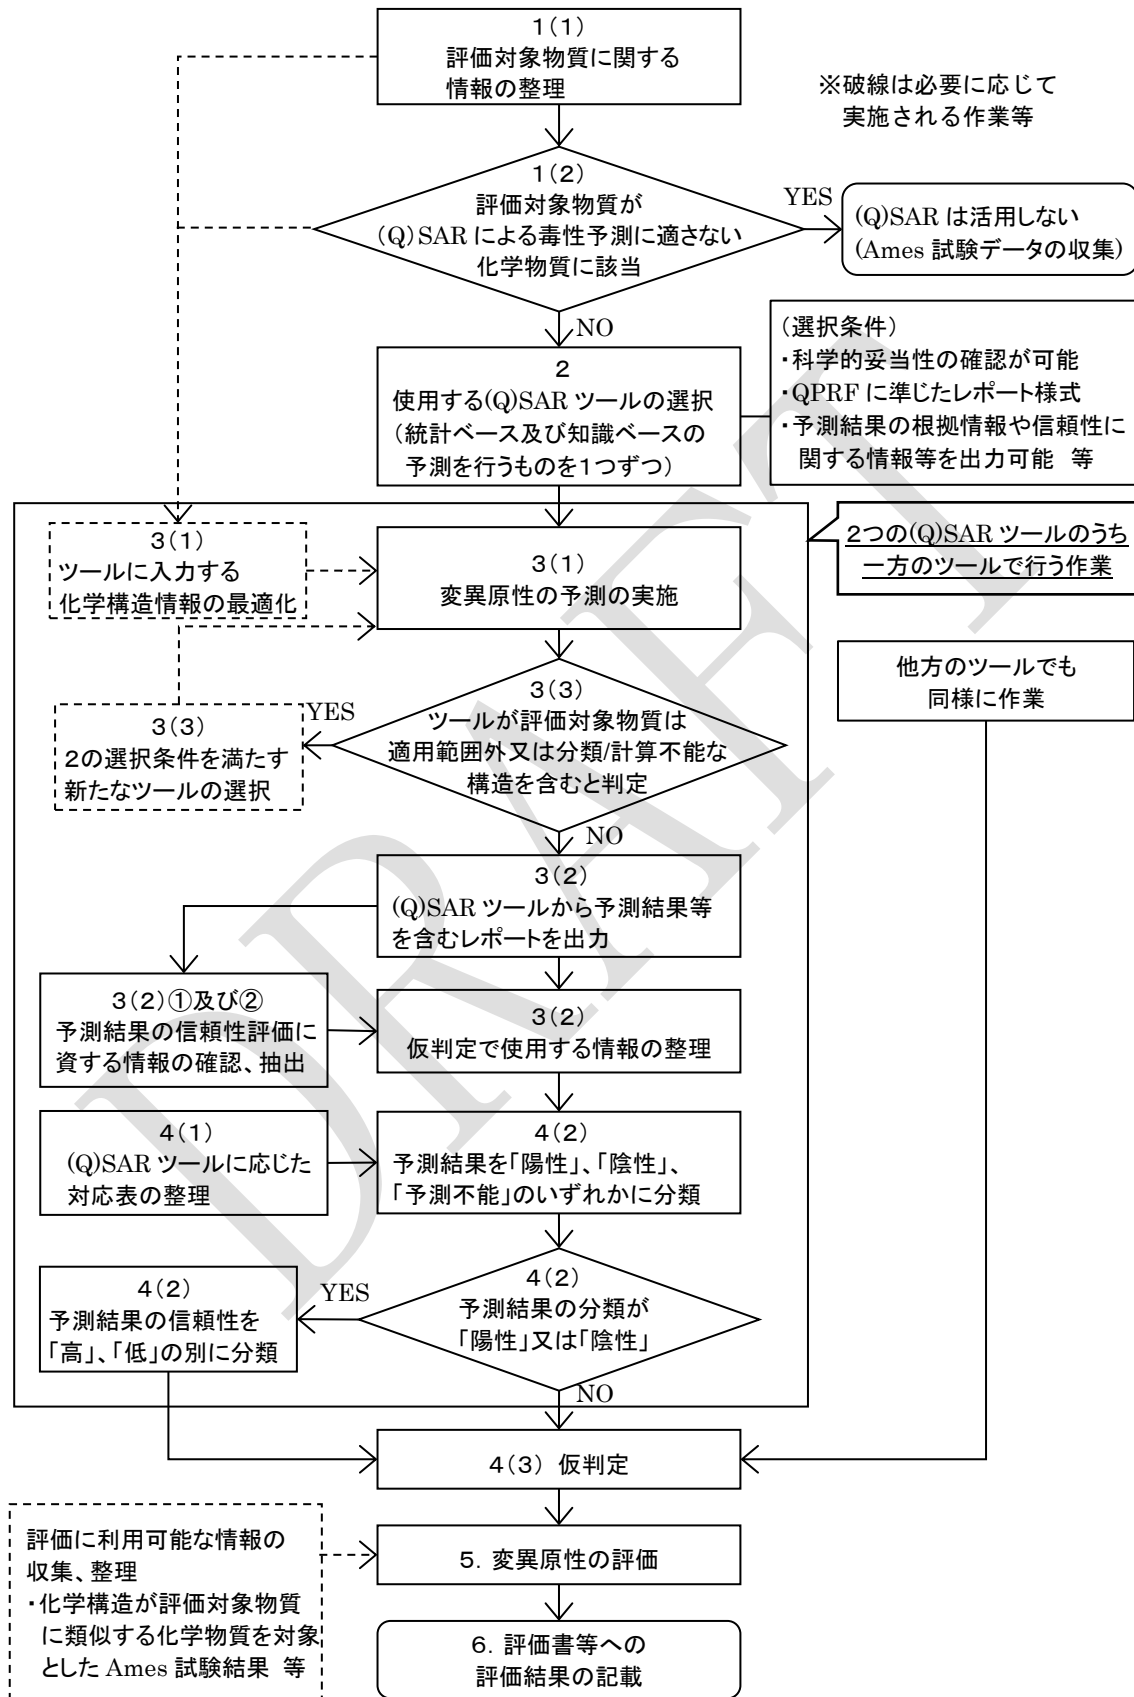 1(1)
評価対象物質に関する
情報の整理
※破線は必要に応じて
実施される作業等
1(2)
評価対象物質が
(Q)SAR による毒性予測に適さない
化学物質に該当
YES
(Q)SAR は活用しない
(Ames 試験データの収集)
NO
2
使用する(Q)SAR ツールの選択
(統計ベース及び知識ベースの
予測を行うものを1つずつ)
(選択条件)
・科学的妥当性の確認が可能
・QPRF に準じたレポート様式
・予測結果の根拠情報や信頼性に
関する情報等を出力可能 等
2つの(Q)SAR ツールのうち
一方のツールで行う作業
3(1)
ツールに入力する
化学構造情報の最適化
3(1)
変異原性の予測の実施
他方のツールでも
同様に作業
3(3)
ツールが評価対象物質は
適用範囲外又は分類/計算不能な
構造を含むと判定
YES
3(3)
2の選択条件を満たす
新たなツールの選択
NO
3(2)
(Q)SAR ツールから予測結果等
を含むレポートを出力
3(2)①及び②
予測結果の信頼性評価に
資する情報の確認、抽出
3(2)
仮判定で使用する情報の整理
4(1)
(Q)SAR ツールに応じた
対応表の整理
4(2)
予測結果を「陽性」、「陰性」、
「予測不能」のいずれかに分類
4(2)
予測結果の分類が
「陽性」又は「陰性」
YES
4(2)
予測結果の信頼性を
「高」、「低」の別に分類
NO
4(3) 仮判定
評価に利用可能な情報の
収集、整理
・化学構造が評価対象物質
に類似する化学物質を対象
とした Ames 試験結果 等
5. 変異原性の評価
6. 評価書等への
評価結果の記載
DRAFT